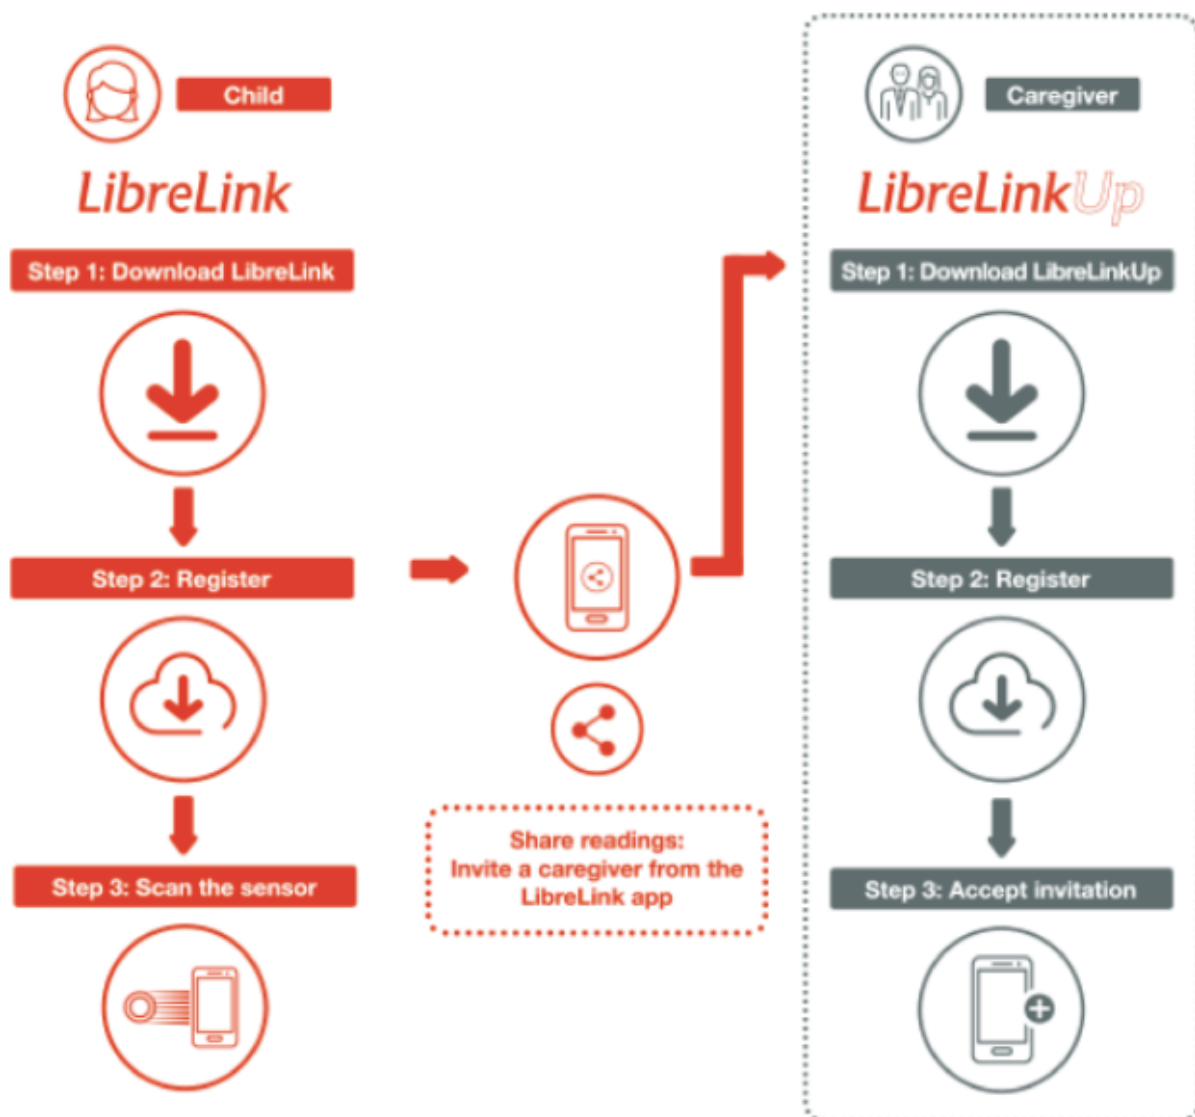 Child
LibreLink
Step 1: Download LibreLink
Step 2: Register
Step 3: Scan the sensor
Share readings:
Invite a caregiver from the
LibreLink app
Caregiver
LibreLinkUp
Step 1: Download LibreLinkUp
Step 2: Register
Step 3: Accept invitation